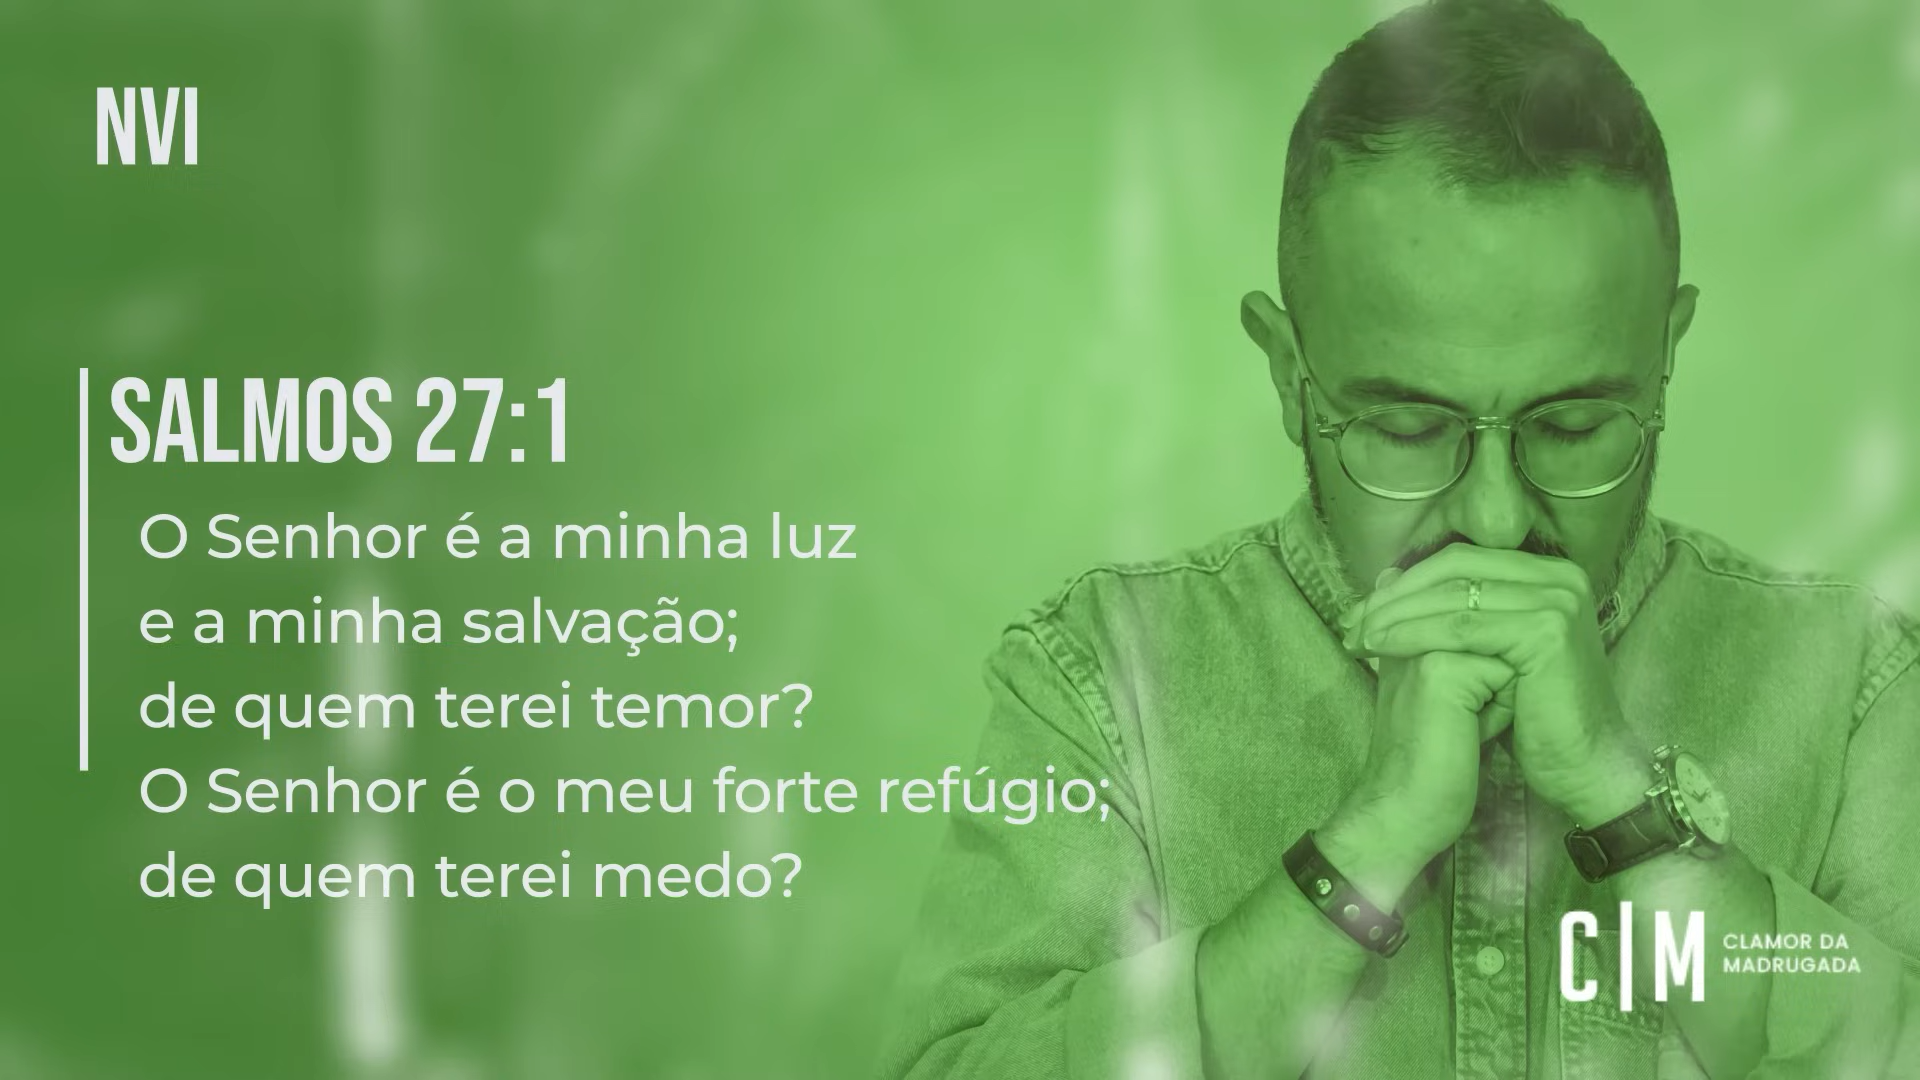 NVI
SALMOS 27:1
O Senhor é a minha luz
e a minha salvação;
de quem terei temor?
O Senhor é o meu forte refúgio;
de quem terei medo?
C|M
CLAMOR DA
MADRUGADA